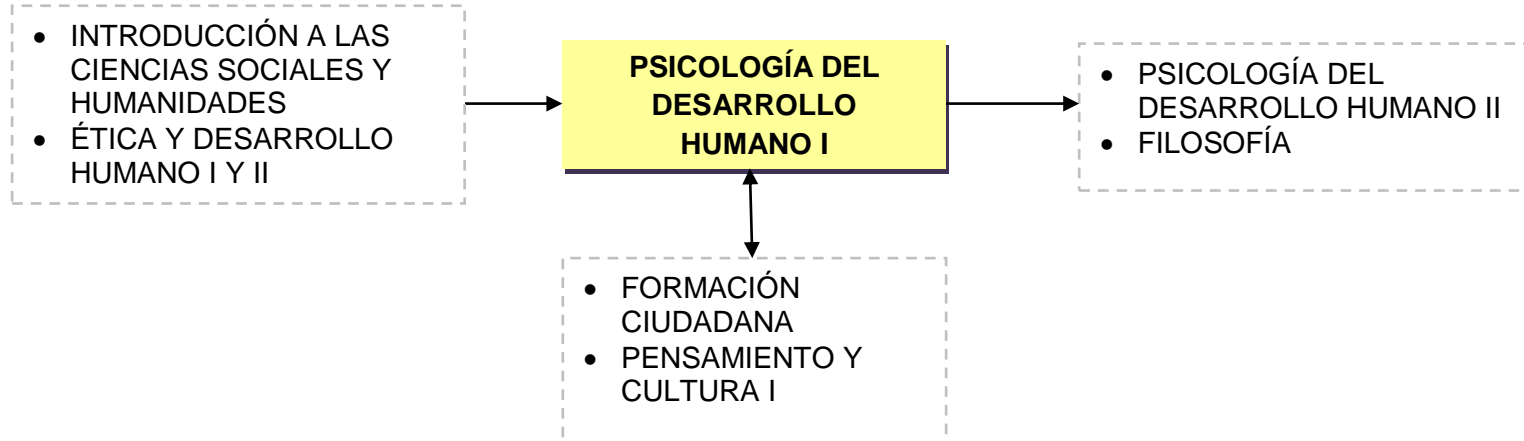 • INTRODUCCIÓN A LAS
CIENCIAS SOCIALES Y
HUMANIDADES
• ÉTICA Y DESARROLLO
HUMANO I Y II
PSICOLOGÍA DEL
DESARROLLO
HUMANO I
• PSICOLOGÍA DEL
DESARROLLO HUMANO II
• FILOSOFÍA
• FORMACIÓN
CIUDADANA
• PENSAMIENTO Y
CULTURA I